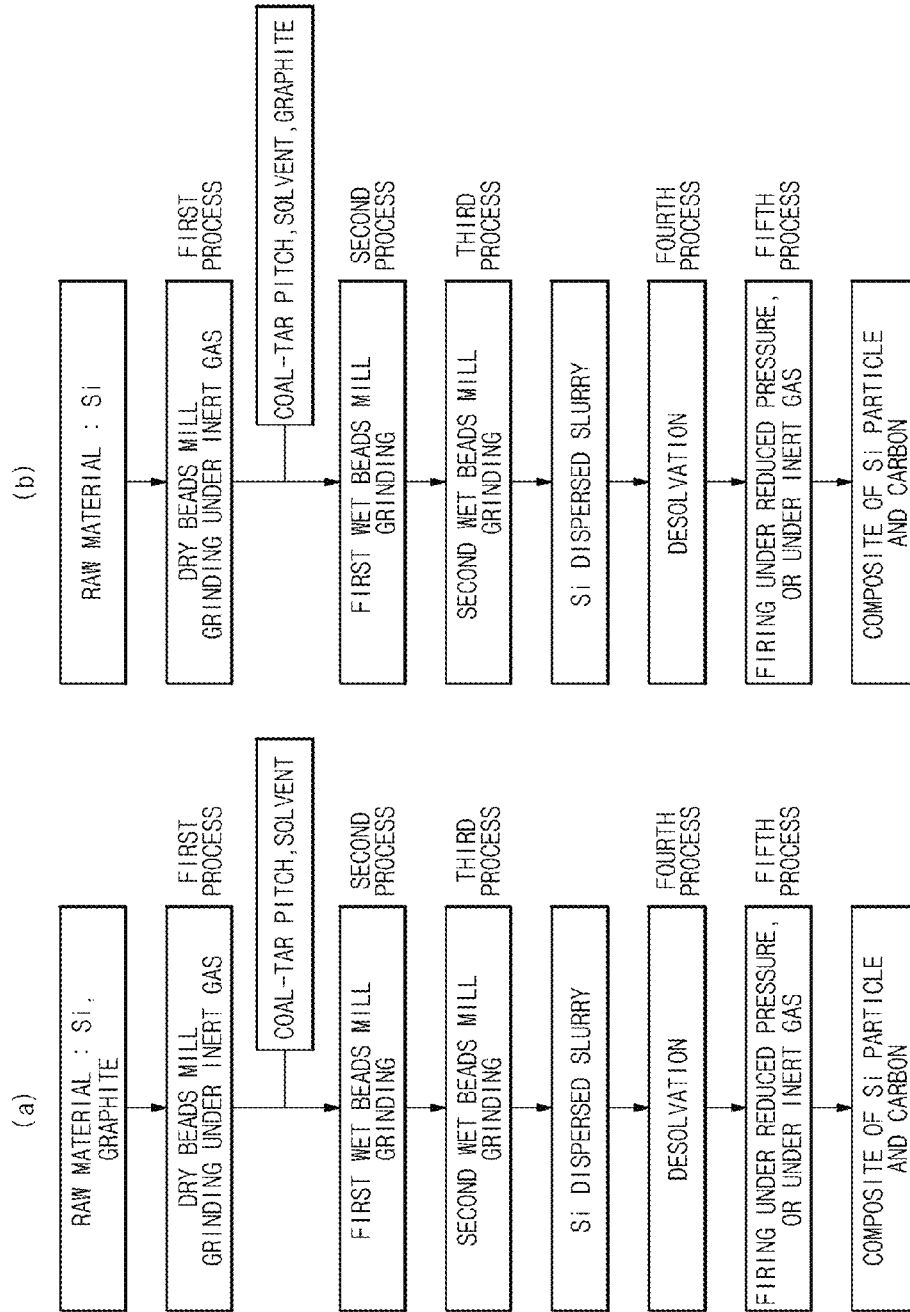 (a)
RAW MATERIAL : Si,
GRAPHITE
DRY BEADS MILL
GRINDING UNDER INERT GAS
FIRST
PROCESS
COAL-TAR PITCH,SOLVENT
FIRST WET BEADS MILL
GRINDING
SECOND
PROCESS
SECOND WET BEADS MILL
GRINDING
THIRD
PROCESS
Si DISPERSED SLURRY
DESOLVATION
FOURTH
PROCESS
FIRING UNDER REDUCED PRESSURE,
OR UNDER INERT GAS
FIFTH
PROCESS
COMPOSITE OF Si PARTICLE
AND CARBON
(b)
RAW MATERIAL : Si
DRY BEADS MILL
GRINDING UNDER INERT GAS
FIRST
PROCESS
COAL-TAR PITCH,SOLVENT,GRAPHITE
FIRST WET BEADS MILL
GRINDING
SECOND
PROCESS
SECOND WET BEADS MILL
GRINDING
THIRD
PROCESS
Si DISPERSED SLURRY
DESOLVATION
FOURTH
PROCESS
FIRING UNDER REDUCED PRESSURE,
OR UNDER INERT GAS
FIFTH
PROCESS
COMPOSITE OF Si PARTICLE
AND CARBON